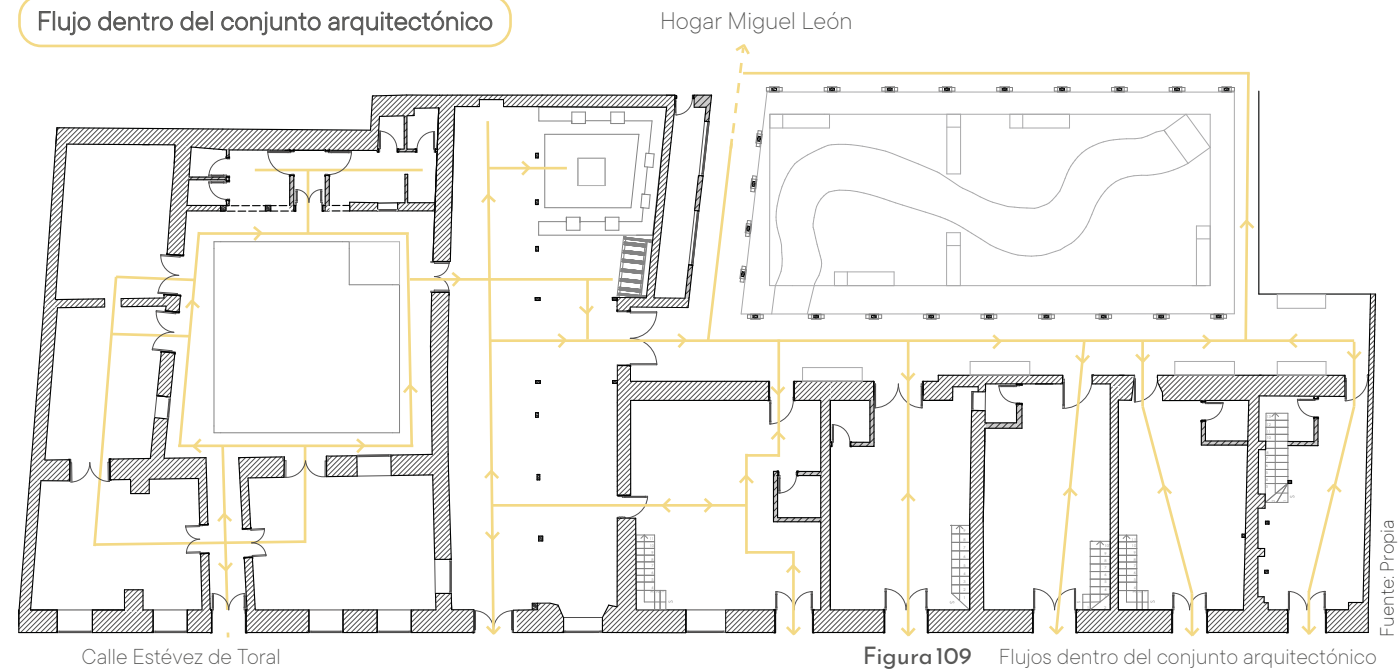 Flujo dentro del conjunto arquitectónico
Hogar Miguel León
Fuente: Propia
Calle Estévez de Toral
Figura 109 Flujos dentro del conjunto arquitectónico